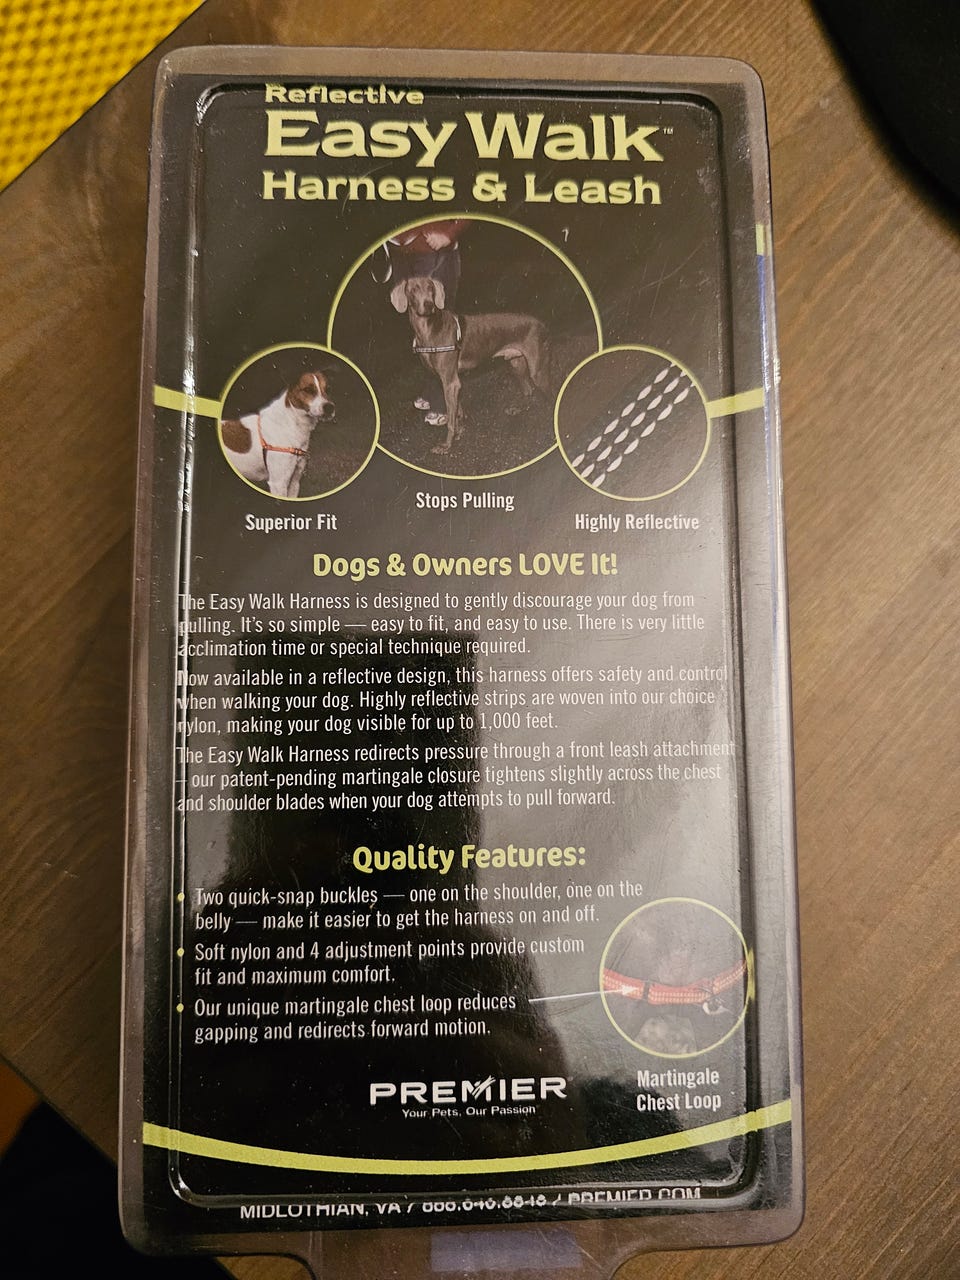 Reflective
Easy Walk™
Harness & Leash
Superior Fit
Stops Pulling
Highly Reflective
Dogs & Owners LOVE It!
The Easy Walk Harness is designed to gently discourage your dog from
pulling. It's so simple — easy to fit, and easy to use. There is very little
acclimation time or special technique required.
Now available in a reflective design, this harness offers safety and control
when walking your dog. Highly reflective strips are woven into our choice
nylon, making your dog visible for up to 1,000 feet.
The Easy Walk Harness redirects pressure through a front leash attachment
— our patent-pending martingale closure tightens slightly across the chest
and shoulder blades when your dog attempts to pull forward.
Quality Features:
• Two quick-snap buckles — one on the shoulder, one on the
belly — make it easier to get the harness on and off.
• Soft nylon and 4 adjustment points provide custom
fit and maximum comfort.
• Our unique martingale chest loop reduces
gapping and redirects forward motion.
Martingale
Chest Loop
PREMIER
Your Pets, Our Passion
MIDLOTHIAN, VA / / PREMIER.COM